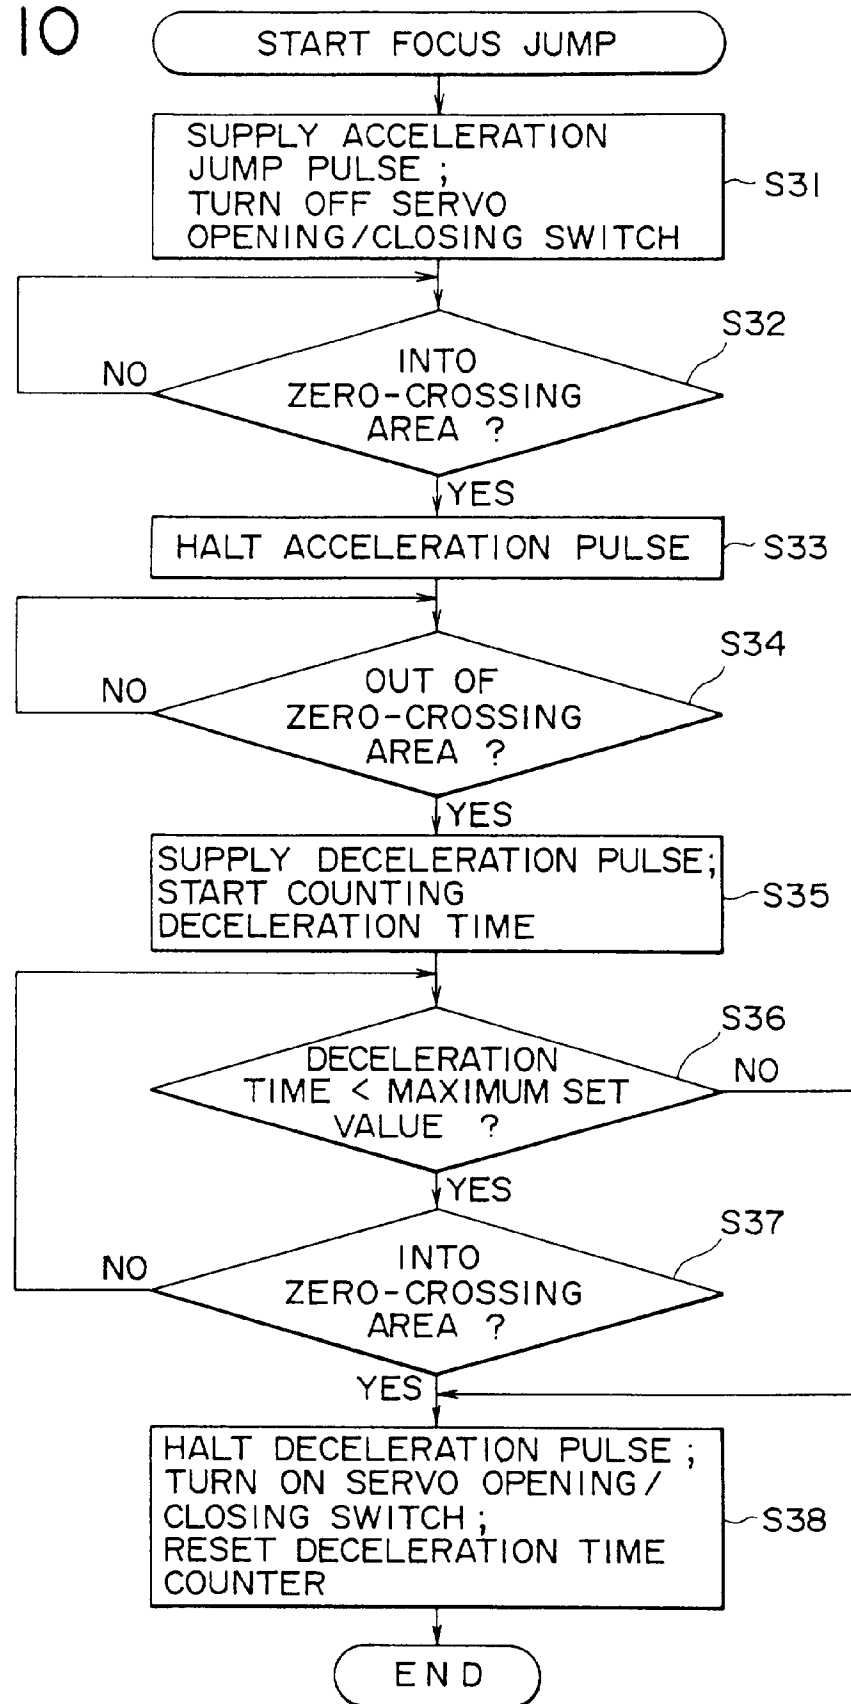 10
START FOCUS JUMP
SUPPLY ACCELERATION
JUMP PULSE ;
TURN OFF SERVO
OPENING/CLOSING SWITCH
S31
S32
INTO
ZERO-CROSSING
AREA ?
NO
YES
HALT ACCELERATION PULSE
S33
S34
OUT OF
ZERO-CROSSING
AREA ?
NO
YES
SUPPLY DECELERATION PULSE;
START COUNTING
DECELERATION TIME
S35
S36
DECELERATION
TIME < MAXIMUM SET
VALUE ?
NO
YES
S37
INTO
ZERO-CROSSING
AREA ?
NO
YES
HALT DECELERATION PULSE ;
TURN ON SERVO OPENING/
CLOSING SWITCH ;
RESET DECELERATION TIME
COUNTER
S38
END